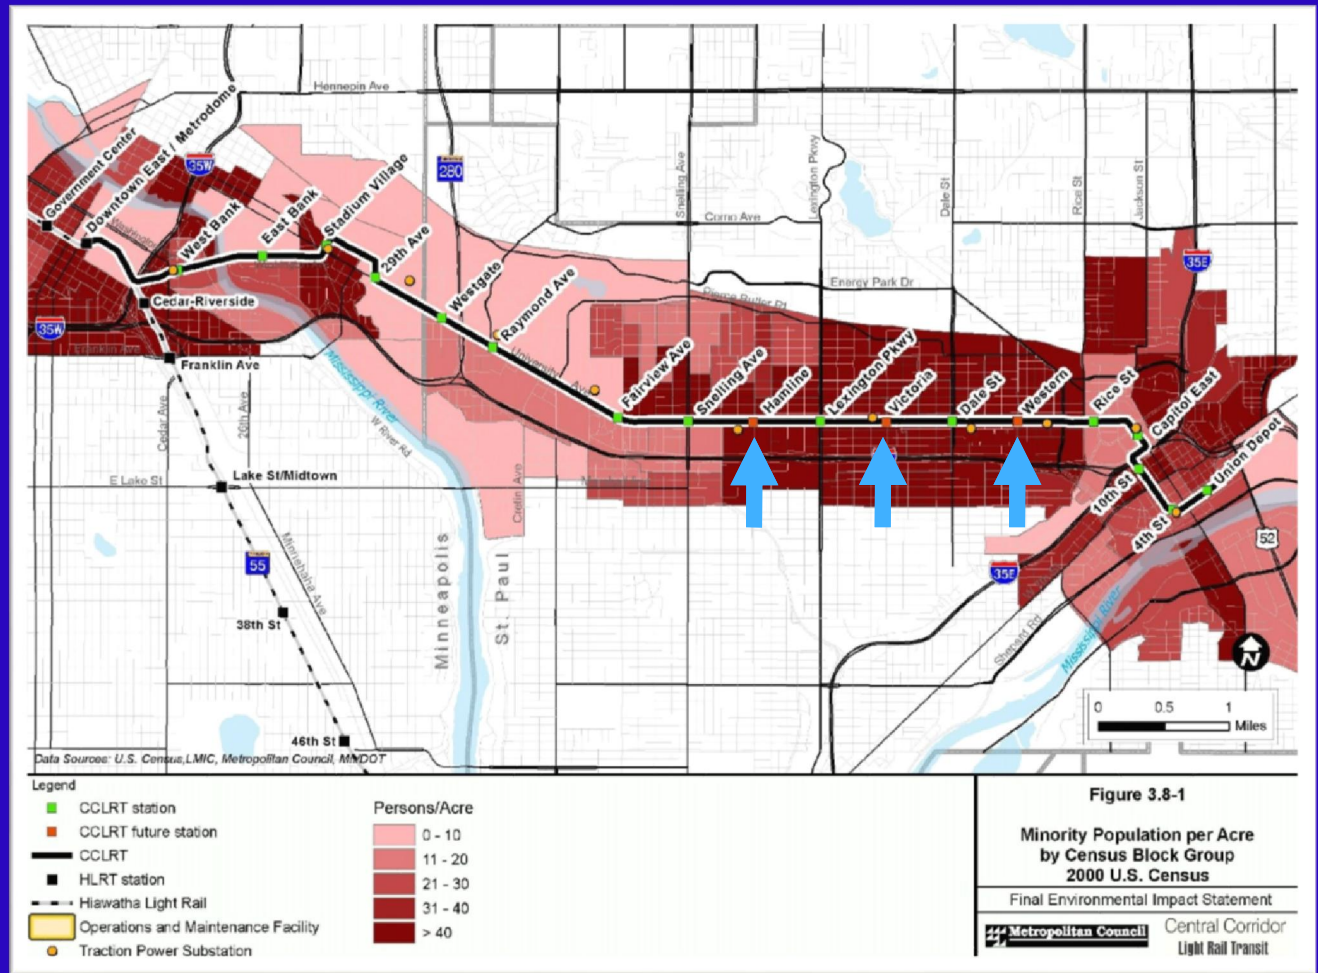 Hennepin Ave
Government Center
Downtown East / Metrodome
35W
280
Washington
West Bank
East Bank
Stadium Village
29th Ave
Westgate
Raymond Ave
Snelling Ave
Lexington Pkwy
Dale St
Rice St
Jackson St
Como Ave
35E
Energy Park Dr
Pierce Butler Rt
Cedar-Riverside
35W
Franklin Ave
Franklin Ave
Mississippi River
University Ave
Fairview Ave
Snelling Ave
Hamline
Lexington Pkwy
Victoria
Dale St
Western
Rice St
Capitol East
Union Depot
10th St
4th St
Cedar Ave
26th Ave
W River Rd
E Lake St
Lake St/Midtown
Cretin Ave
Minnehaha Ave
52
55
35E
Minneapolis
St. Paul
38th St
Shepard Rd
Mississippi River
N
46th St
0 0.5 1
Miles
Data Sources: U.S. Census,LMIC, Metropolitan Council, MNDOT
Legend
CCLRT station
CCLRT future station
CCLRT
HLRT station
Hiawatha Light Rail
Operations and Maintenance Facility
Traction Power Substation
Persons/Acre
0 - 10
11 - 20
21 - 30
31 - 40
> 40
Figure 3.8-1
Minority Population per Acre
by Census Block Group
2000 U.S. Census
Final Environmental Impact Statement
Metropolitan Council
Central Corridor
Light Rail Transit